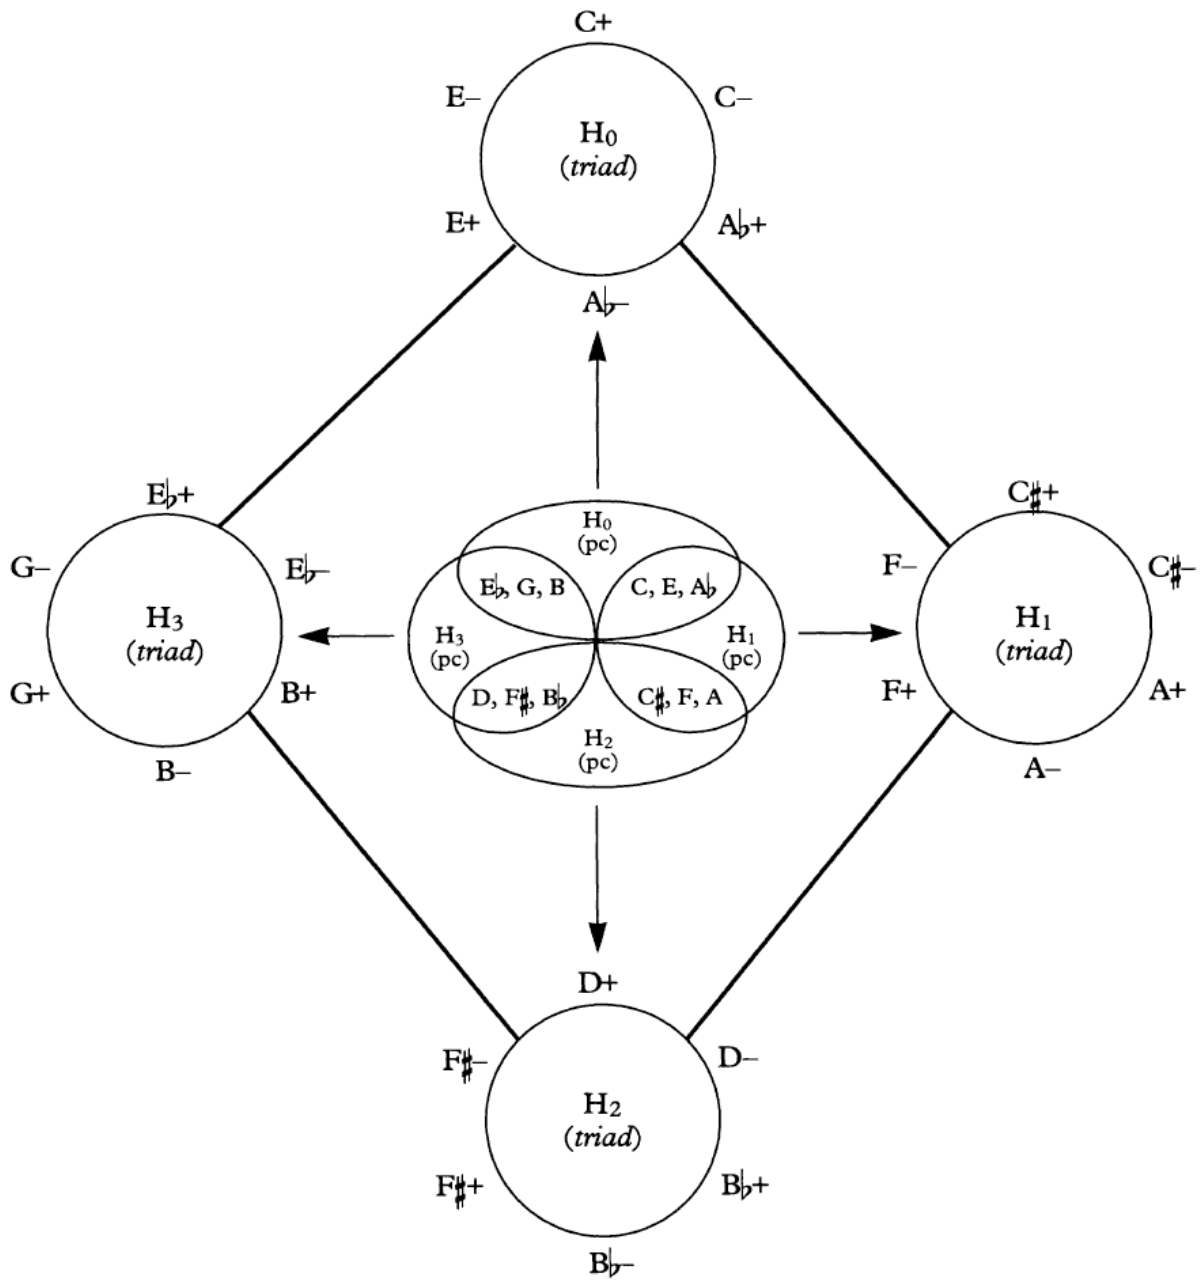 C+
E–
C–
H₀
(triad)
E+
A♭+
A♭–
E♭+
C♯+
H₀
(pc)
G–
E♭–
F–
C♯–
E♭, G, B
C, E, A♭
H₃
(triad)
H₃
(pc)
H₁
(pc)
H₁
(triad)
G+
B+
D, F♯, B♭
C♯, F, A
F+
A+
H₂
(pc)
B–
A–
D+
F♯–
D–
H₂
(triad)
F♯+
B♭+
B♭–